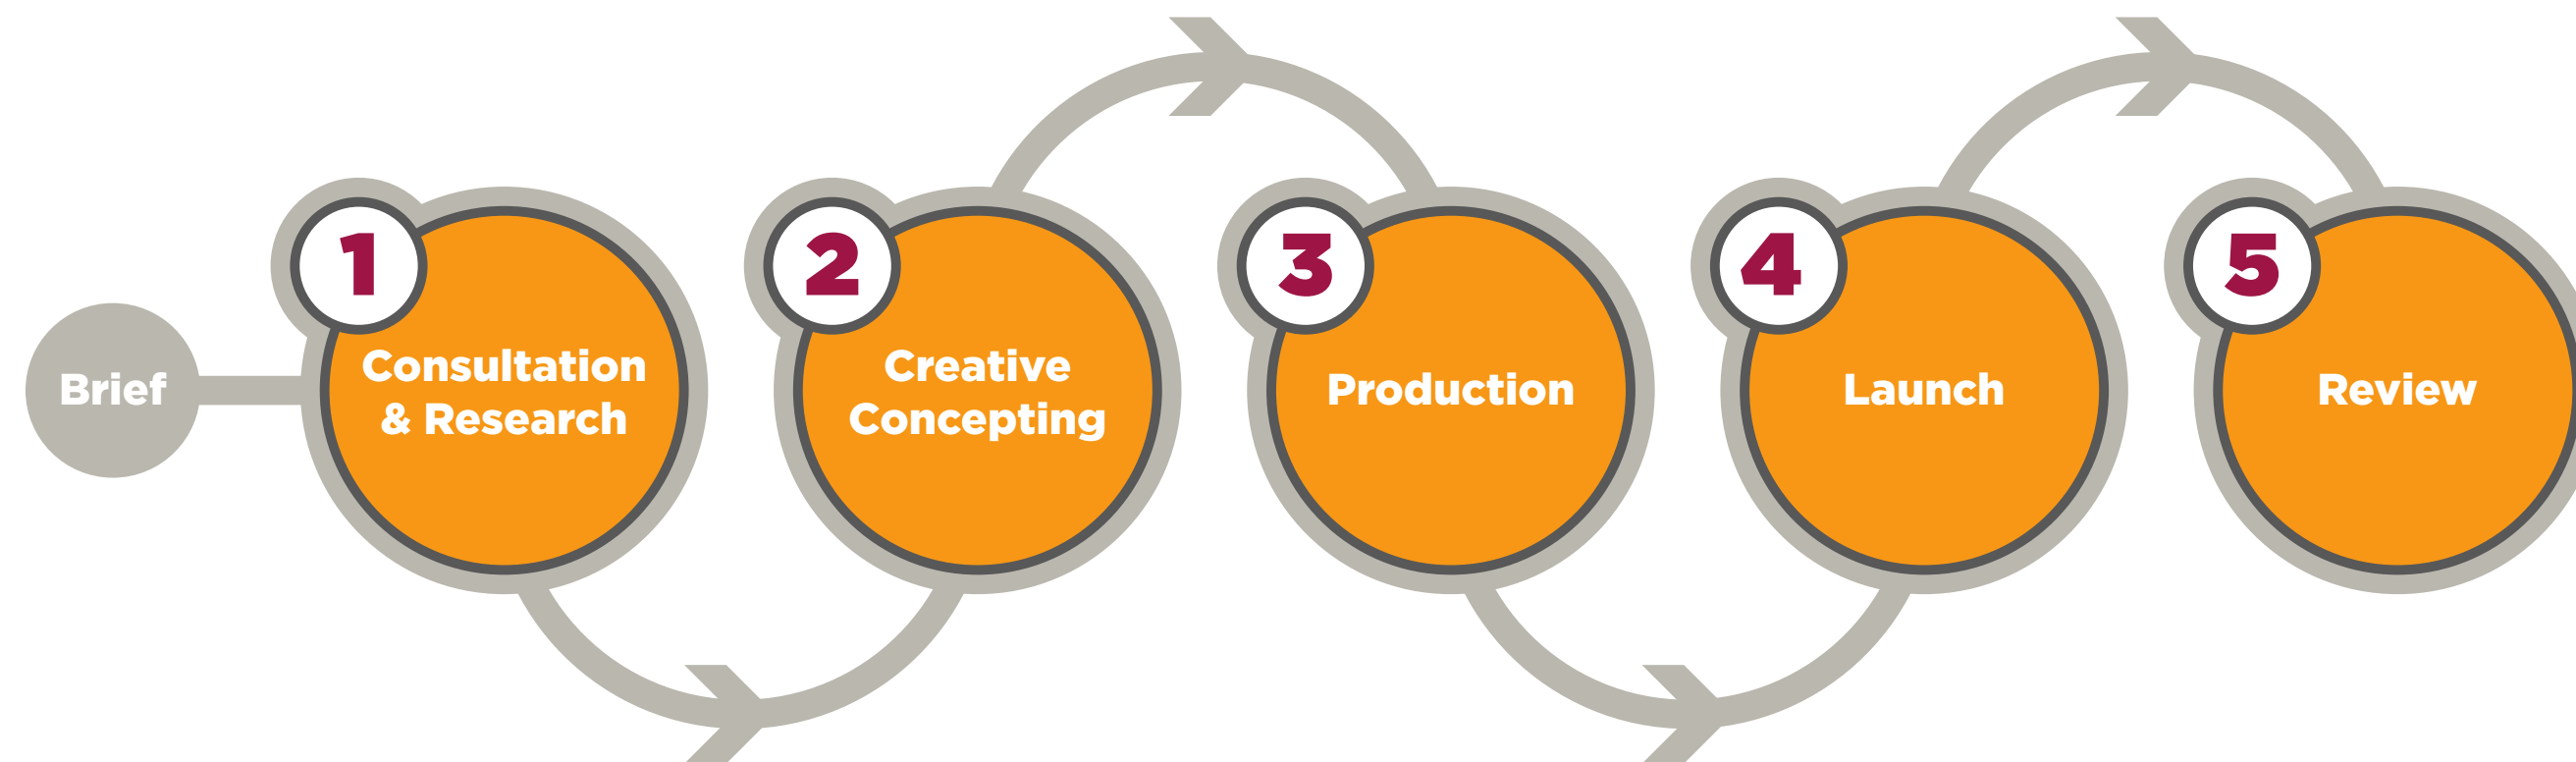 Brief
1
Consultation
& Research
2
Creative
Concepting
3
Production
4
Launch
5
Review